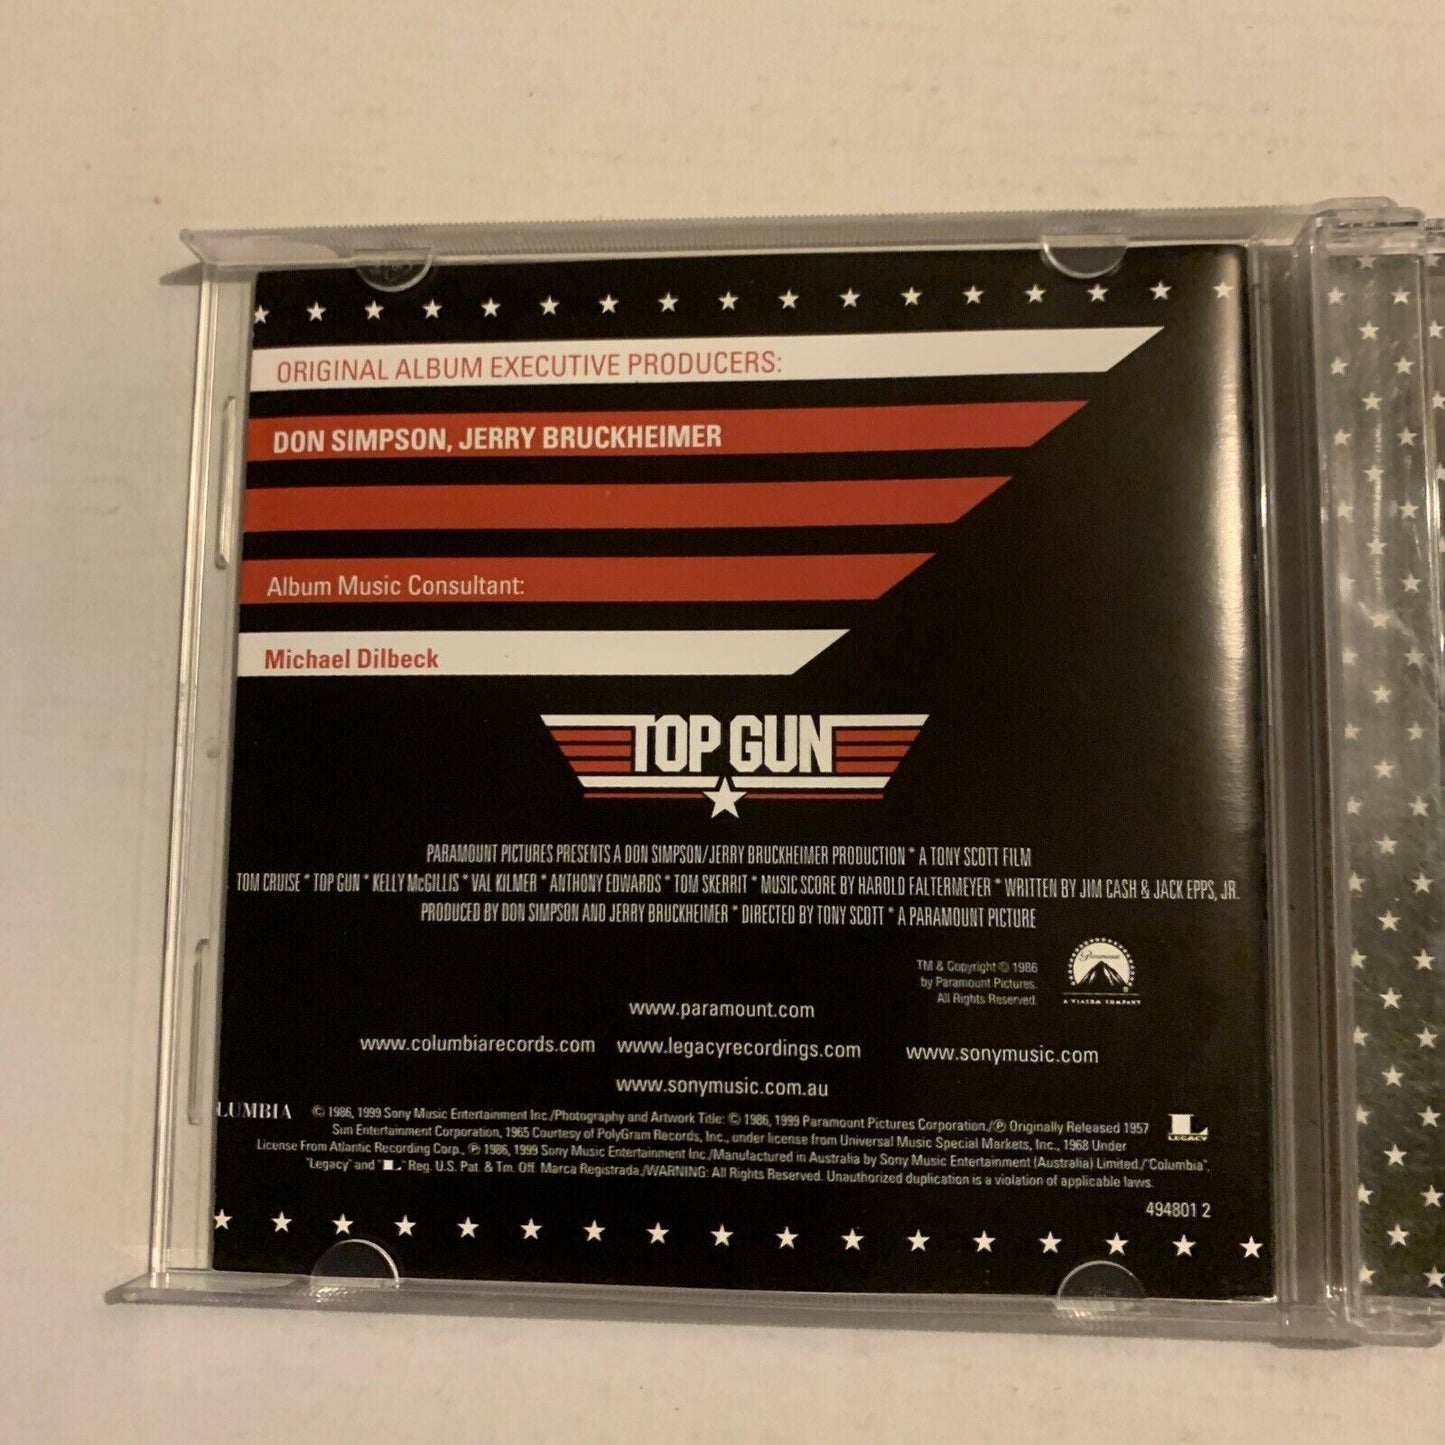 ORIGINAL ALBUM EXECUTIVE PRODUCERS:
DON SIMPSON, JERRY BRUCKHEIMER
Album Music Consultant:
Michael Dilbeck
TOP GUN
PARAMOUNT PICTURES PRESENTS A DON SIMPSON/JERRY BRUCKHEIMER PRODUCTION * A TONY SCOTT FILM
TOM CRUISE * TOP GUN * KELLY McGILLIS * VAL KILMER * ANTHONY EDWARDS * TOM SKERRIT * MUSIC SCORE BY HAROLD FALTERMEYER * WRITTEN BY JIM CASH & JACK EPPS, JR.
PRODUCED BY DON SIMPSON AND JERRY BRUCKHEIMER * DIRECTED BY TONY SCOTT * A PARAMOUNT PICTURE
TM & Copyright © 1986
by Paramount Pictures.
All Rights Reserved.
Paramount
A VIACOM COMPANY
www.paramount.com
www.columbiarecords.com www.legacyrecordings.com www.sonymusic.com
www.sonymusic.com.au
LUMBIA © 1986, 1999 Sony Music Entertainment Inc./Photography and Artwork Title: © 1986, 1999 Paramount Pictures Corporation./℗ Originally Released 1957
Sun Entertainment Corporation, 1965 Courtesy of PolyGram Records, Inc., under license from Universal Music Special Markets, Inc., 1968 Under
License From Atlantic Recording Corp., ℗ 1986, 1999 Sony Music Entertainment Inc./Manufactured in Australia by Sony Music Entertainment (Australia) Limited./"Columbia",
"Legacy" and "L" Reg. U.S. Pat. & Tm. Off. Marca Registrada./WARNING: All Rights Reserved. Unauthorized duplication is a violation of applicable laws.
L
LEGACY
494801 2